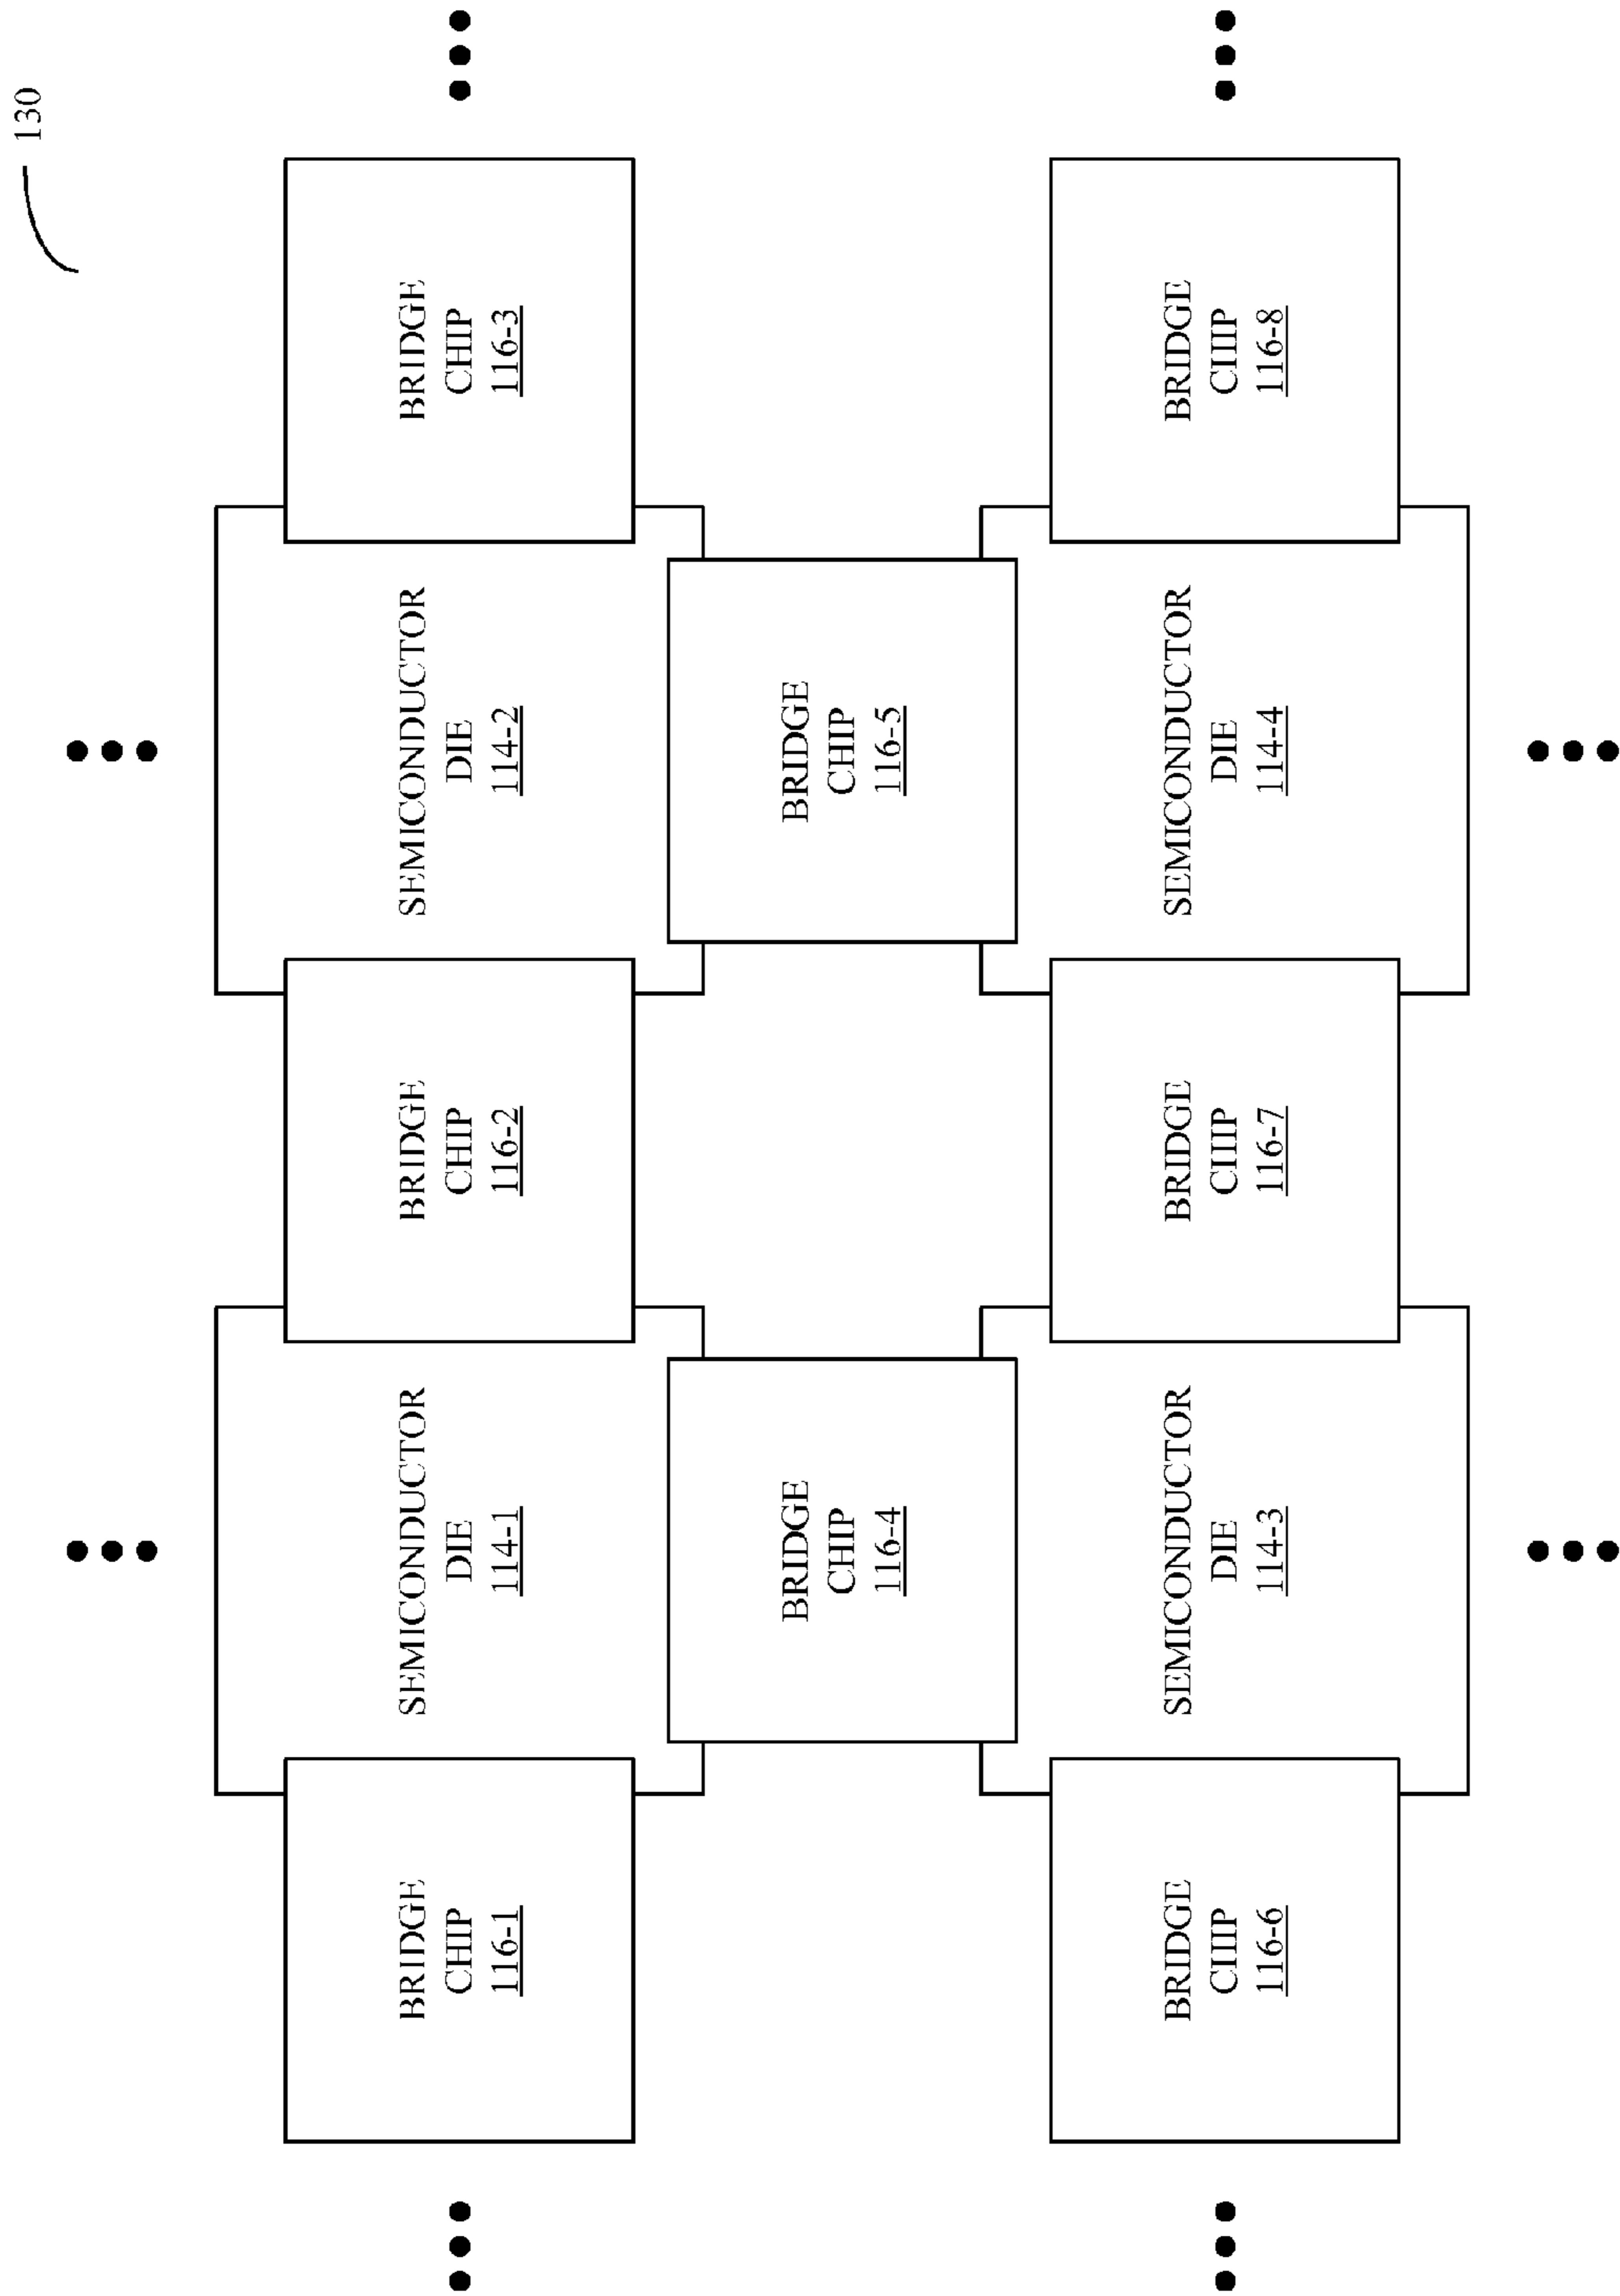 130
BRIDGE
CHIP
116-1
SEMICONDUCTOR
DIE
114-1
BRIDGE
CHIP
116-2
SEMICONDUCTOR
DIE
114-2
BRIDGE
CHIP
116-3
BRIDGE
CHIP
116-4
BRIDGE
CHIP
116-5
BRIDGE
CHIP
116-6
SEMICONDUCTOR
DIE
114-3
BRIDGE
CHIP
116-7
SEMICONDUCTOR
DIE
114-4
BRIDGE
CHIP
116-8